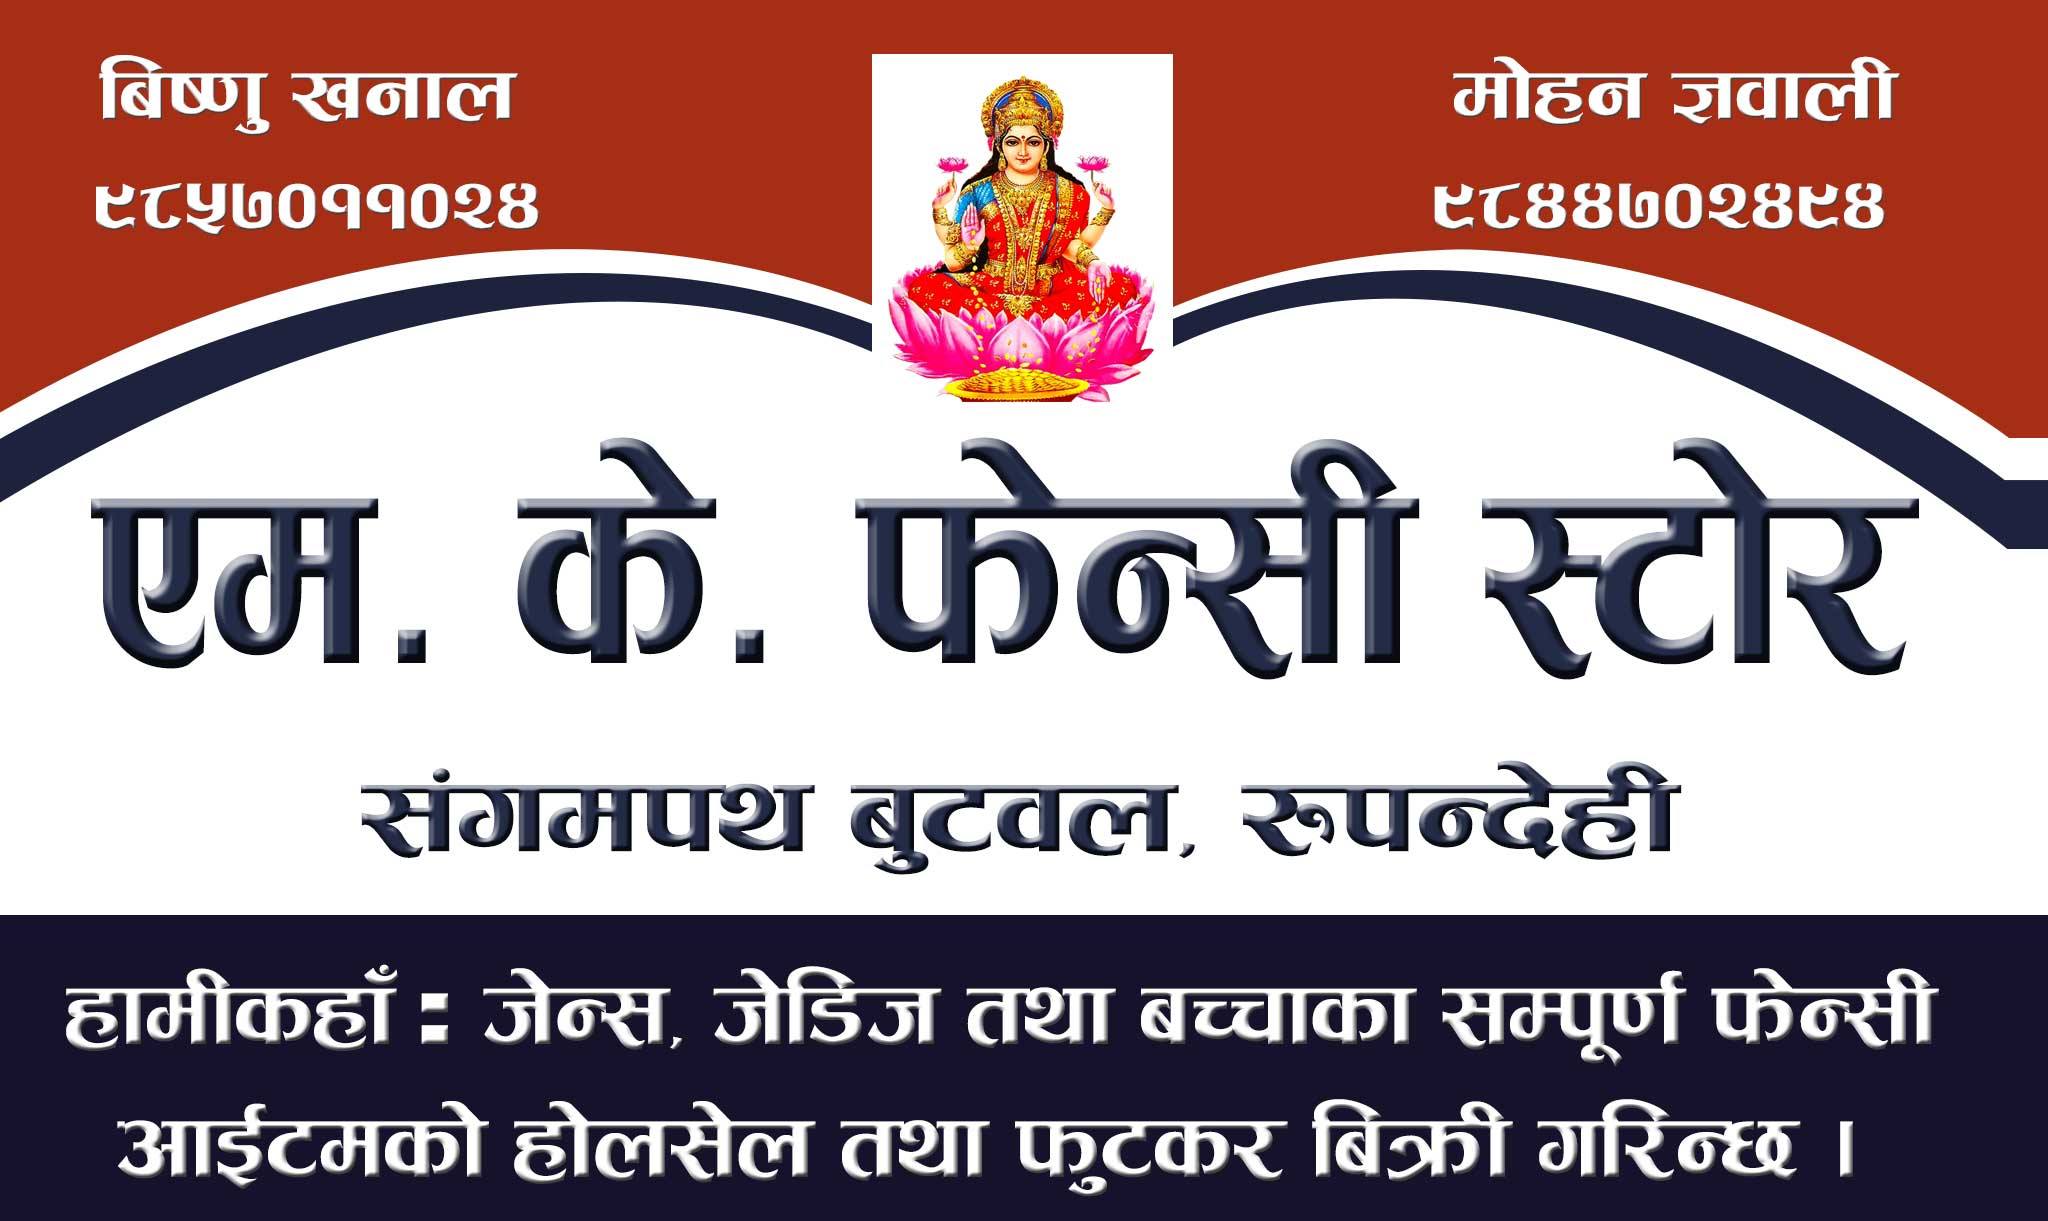 बिष्णु खनाल
९८५७०११०२४
मोहन ज्ञवाली
९८४४७०२४९४
एम. के. फेन्सी स्टोर
संगमपथ बुटवल, रुपन्देही
हामीकहाँ : जेन्स, जेडिज तथा बच्चाका सम्पूर्ण फेन्सी
आईटमको होलसेल तथा फुटकर बिक्री गरिन्छ ।